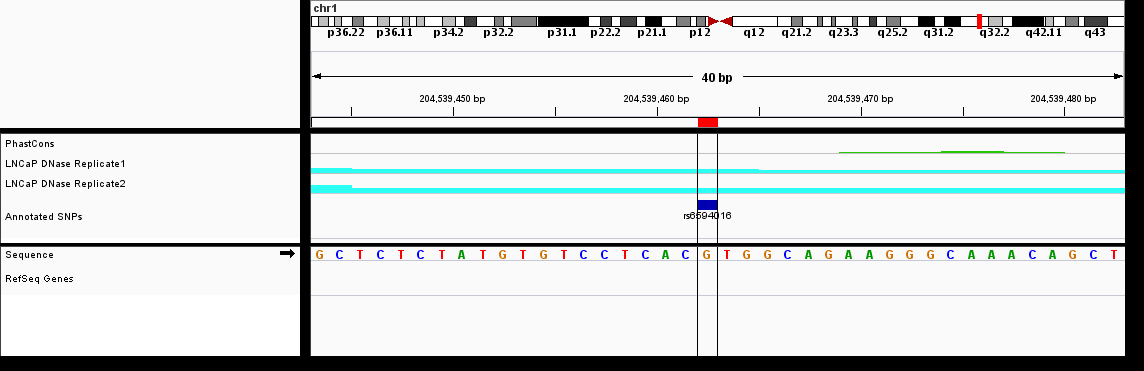 chr1
p36.22 p36.11 p34.2 p32.2 p31.1 p22.2 p21.1 p12 q12 q21.2 q23.3 q25.2 q31.2 q32.2 q42.11 q43
40 bp
204,539,450 bp 204,539,460 bp 204,539,470 bp 204,539,480 bp
PhastCons
LNCaP DNase Replicate1
LNCaP DNase Replicate2
Annotated SNPs
rs6594016
Sequence G C T C T C T A T G T G T C C T C A C G T G G C A G A A G G G C A A A C A G C T
RefSeq Genes